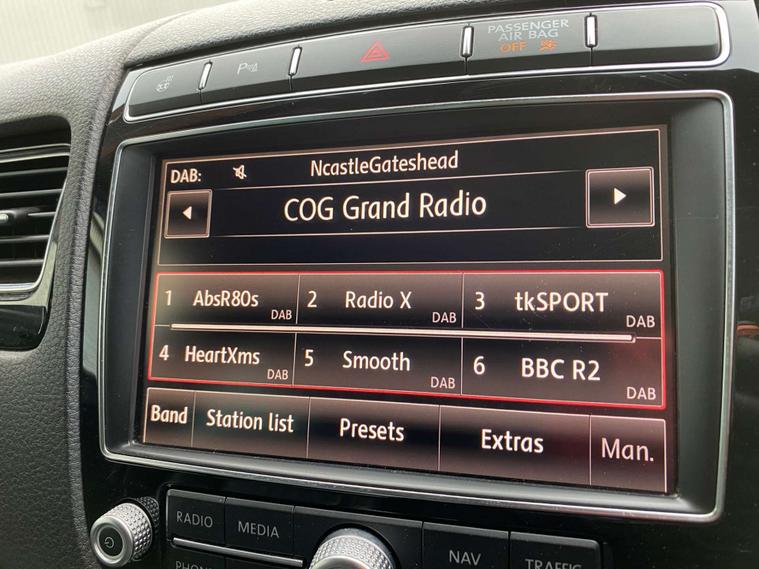 PASSENGER
AIR BAG
OFF
DAB:
NcastleGateshead
COG Grand Radio
1 AbsR80s DAB
2 Radio X DAB
3 tkSPORT DAB
4 HeartXms DAB
5 Smooth DAB
6 BBC R2 DAB
Band Station list Presets Extras Man.
RADIO MEDIA NAV TRAFFIC
PHONE